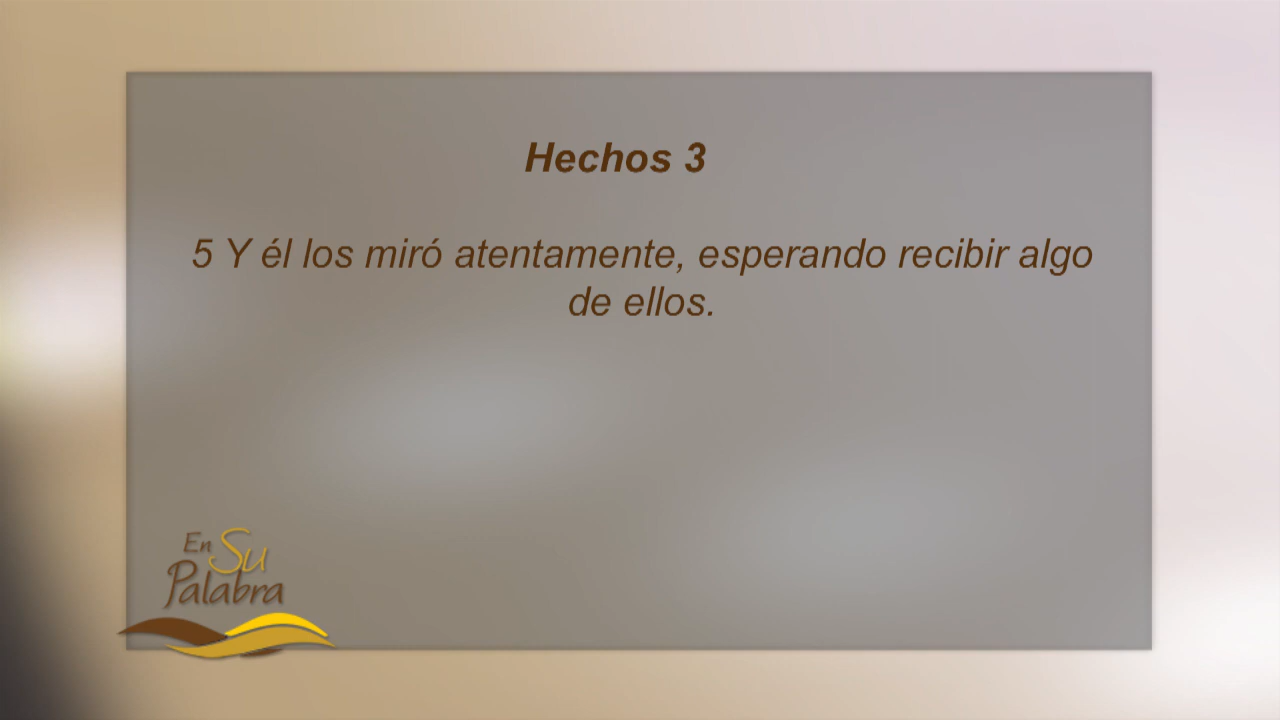 Hechos 3
5 Y él los miró atentamente, esperando recibir algo
de ellos.
En Su
Palabra